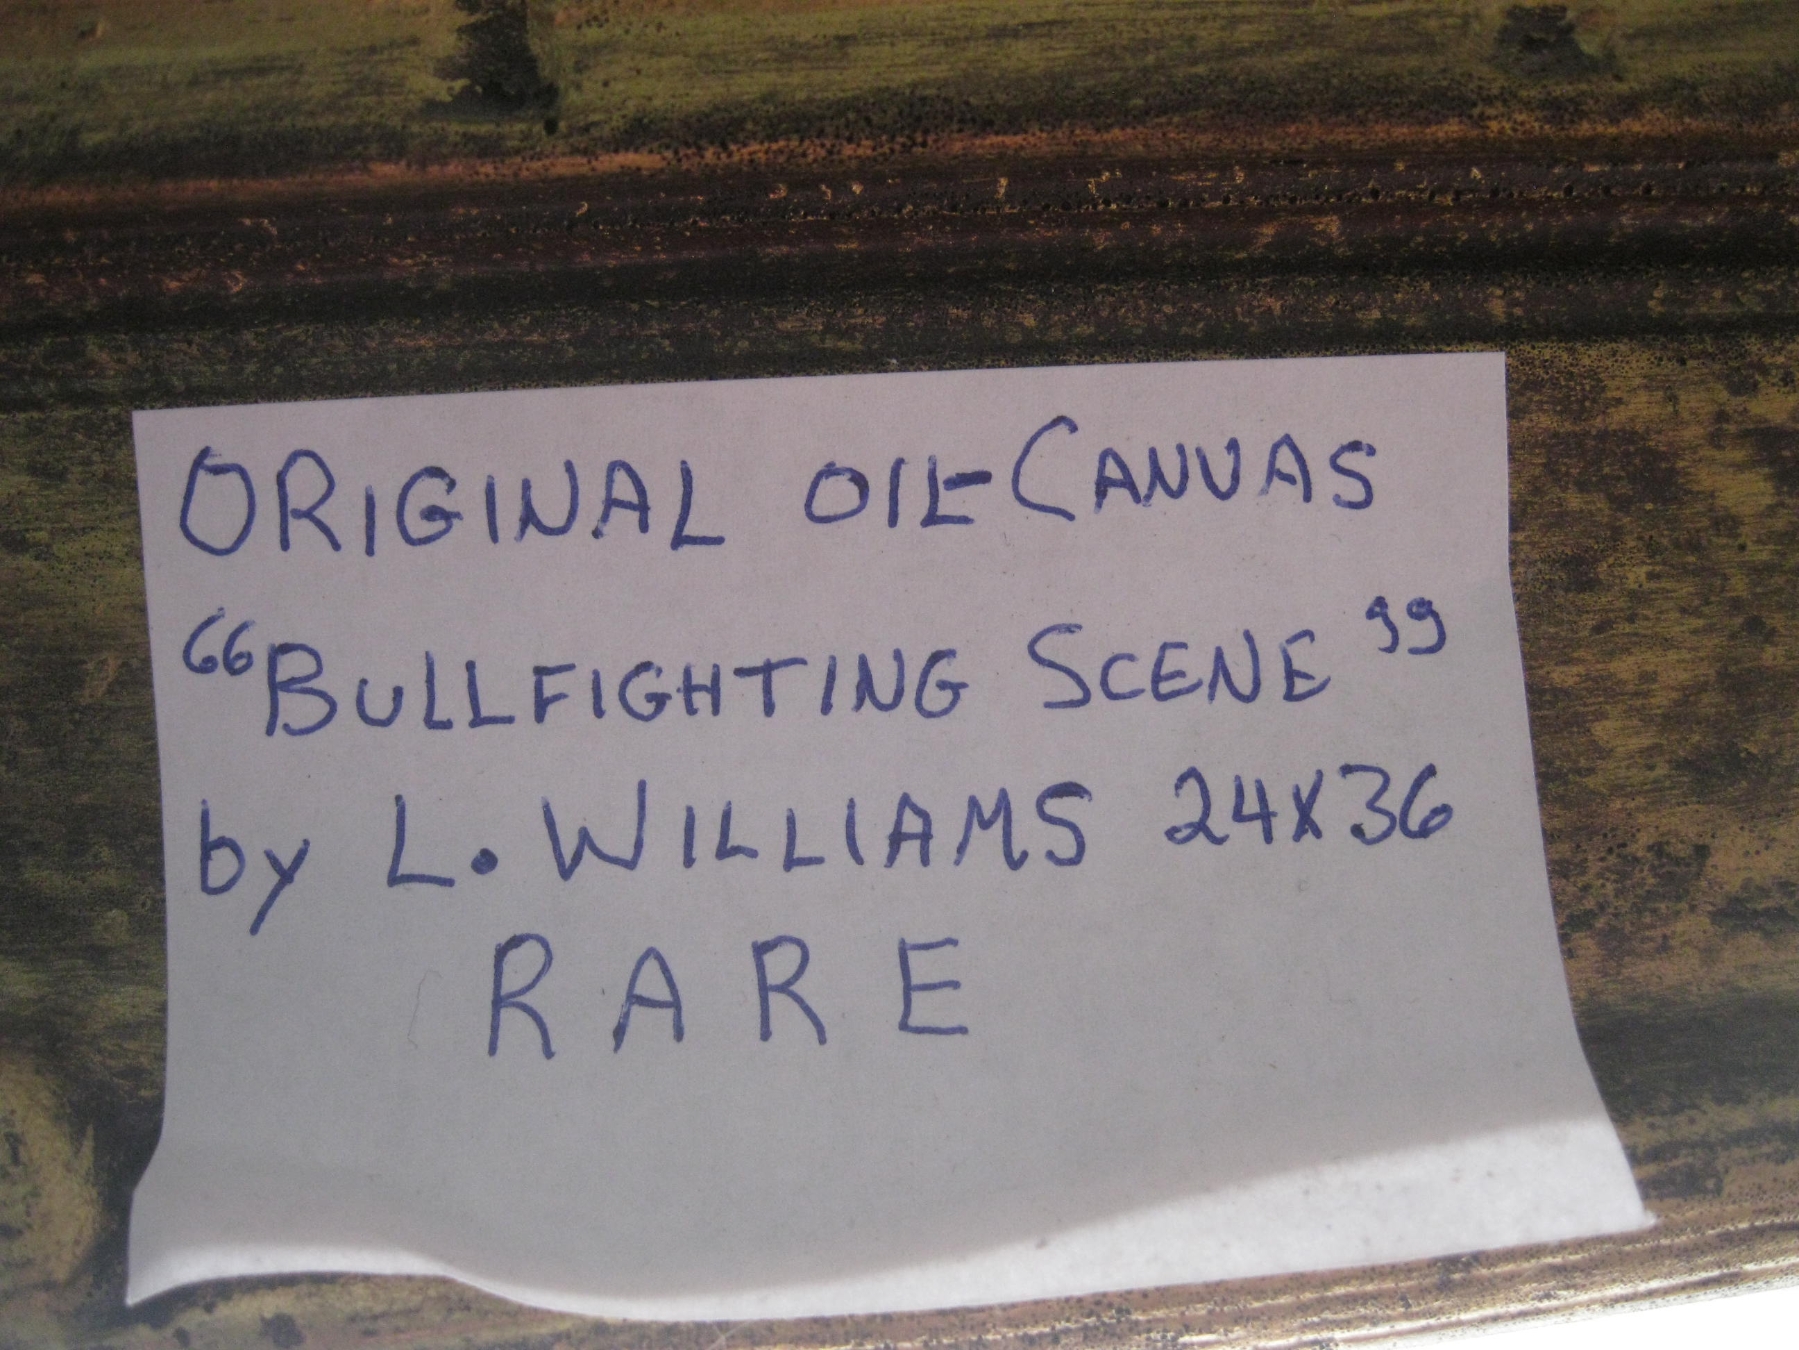 ORIGINAL OIL-CANVAS
"BULLFIGHTING SCENE"
by L. WILLIAMS 24X36
RARE